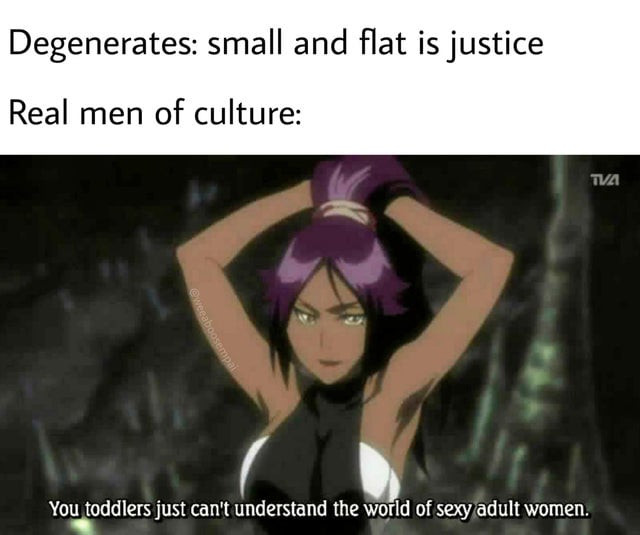 Degenerates: small and flat is justice
Real men of culture:
TVA
@weeaboosempai
You toddlers just can't understand the world of sexy adult women.